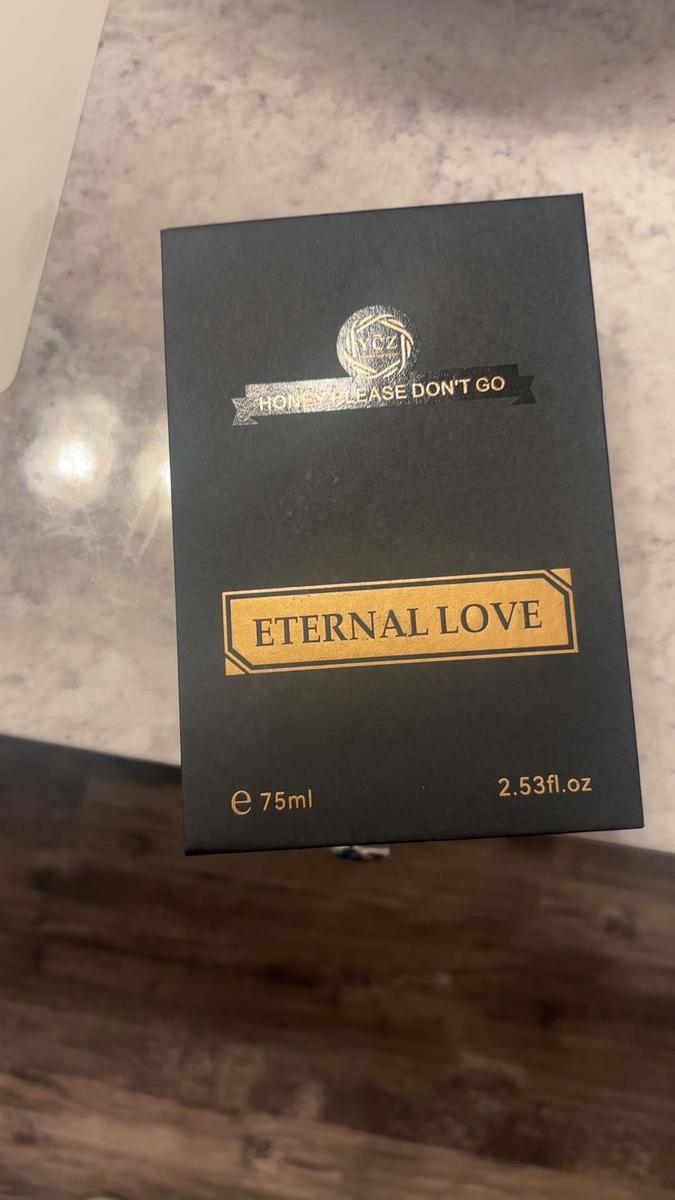 YCZ
HONEY PLEASE DON'T GO
ETERNAL LOVE
e 75ml
2.53fl.oz